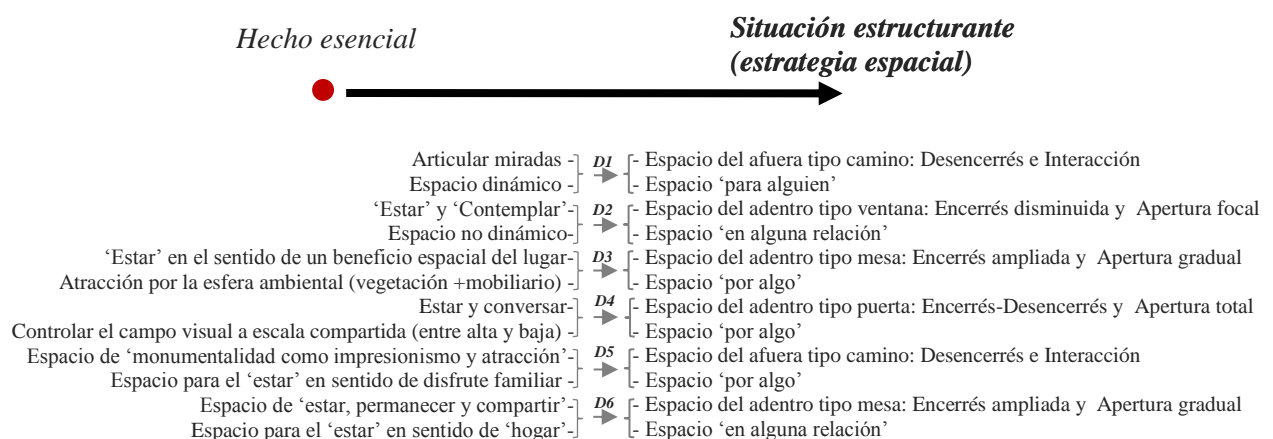 Hecho esencial
Situación estructurante
(estrategia espacial)
Articular miradas - D1 - Espacio del afuera tipo camino: Desencerrés e Interacción
Espacio dinámico - - Espacio ‘para alguien’
‘Estar’ y ‘Contemplar’- D2 - Espacio del adentro tipo ventana: Encerrés disminuida y Apertura focal
Espacio no dinámico- - Espacio ‘en alguna relación’
‘Estar’ en el sentido de un beneficio espacial del lugar- D3 - Espacio del adentro tipo mesa: Encerrés ampliada y Apertura gradual
Atracción por la esfera ambiental (vegetación +mobiliario) - - Espacio ‘por algo’
Estar y conversar- D4 - Espacio del adentro tipo puerta: Encerrés-Desencerrés y Apertura total
Controlar el campo visual a escala compartida (entre alta y baja) - - Espacio ‘por algo’
Espacio de ‘monumentalidad como impresionismo y atracción’- D5 - Espacio del afuera tipo camino: Desencerrés e Interacción
Espacio para el ‘estar’ en sentido de disfrute familiar - - Espacio ‘por algo’
Espacio de ‘estar, permanecer y compartir’- D6 - Espacio del adentro tipo mesa: Encerrés ampliada y Apertura gradual
Espacio para el ‘estar’ en sentido de ‘hogar’- - Espacio ‘en alguna relación’